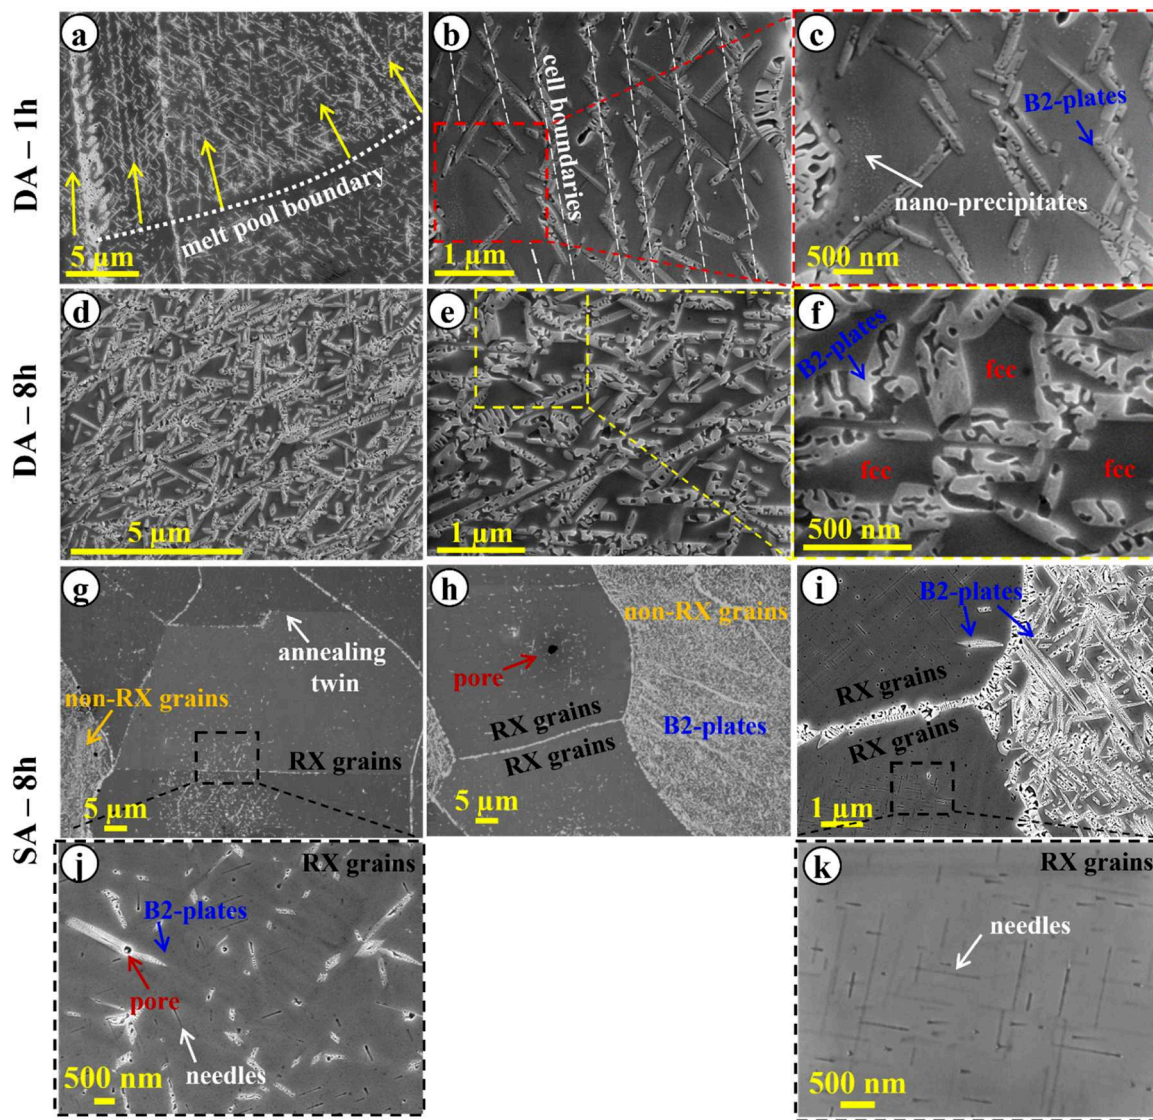 DA – 1h
a
melt pool boundary
5 µm
b
cell boundaries
1 µm
c
B2-plates
nano-precipitates
500 nm
DA – 8h
d
5 µm
e
1 µm
f
B2-plates
fcc
fcc
fcc
500 nm
SA – 8h
g
annealing
twin
non-RX grains
RX grains
5 µm
h
non-RX grains
pore
RX grains
RX grains
B2-plates
5 µm
i
B2-plates
RX grains
RX grains
1 µm
j
RX grains
B2-plates
pore
needles
500 nm
k
RX grains
needles
500 nm